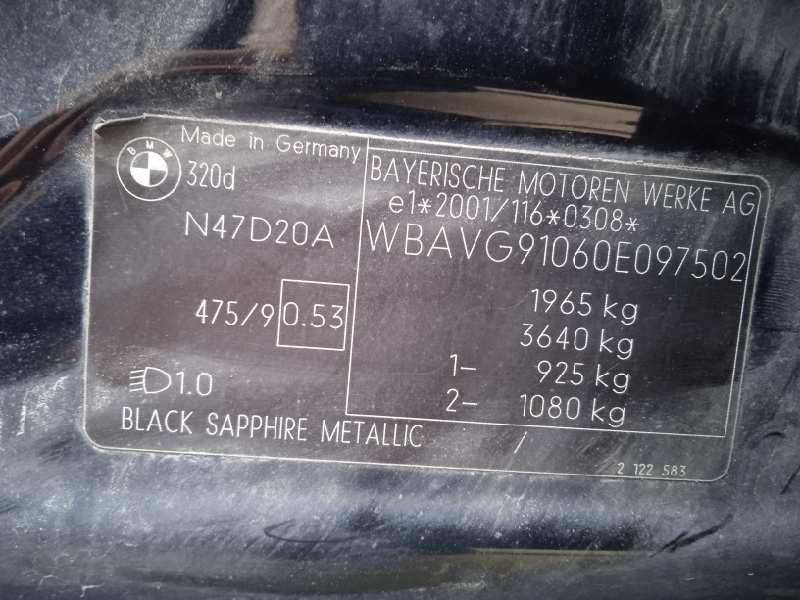 BMW
Made in Germany
320d
N47D20A
475/9 0.53
1.0
BLACK SAPPHIRE METALLIC
BAYERISCHE MOTOREN WERKE AG
e1*2001/116*0308*
WBAVG91060E097502
1965 kg
3640 kg
1- 925 kg
2- 1080 kg
2 122 583